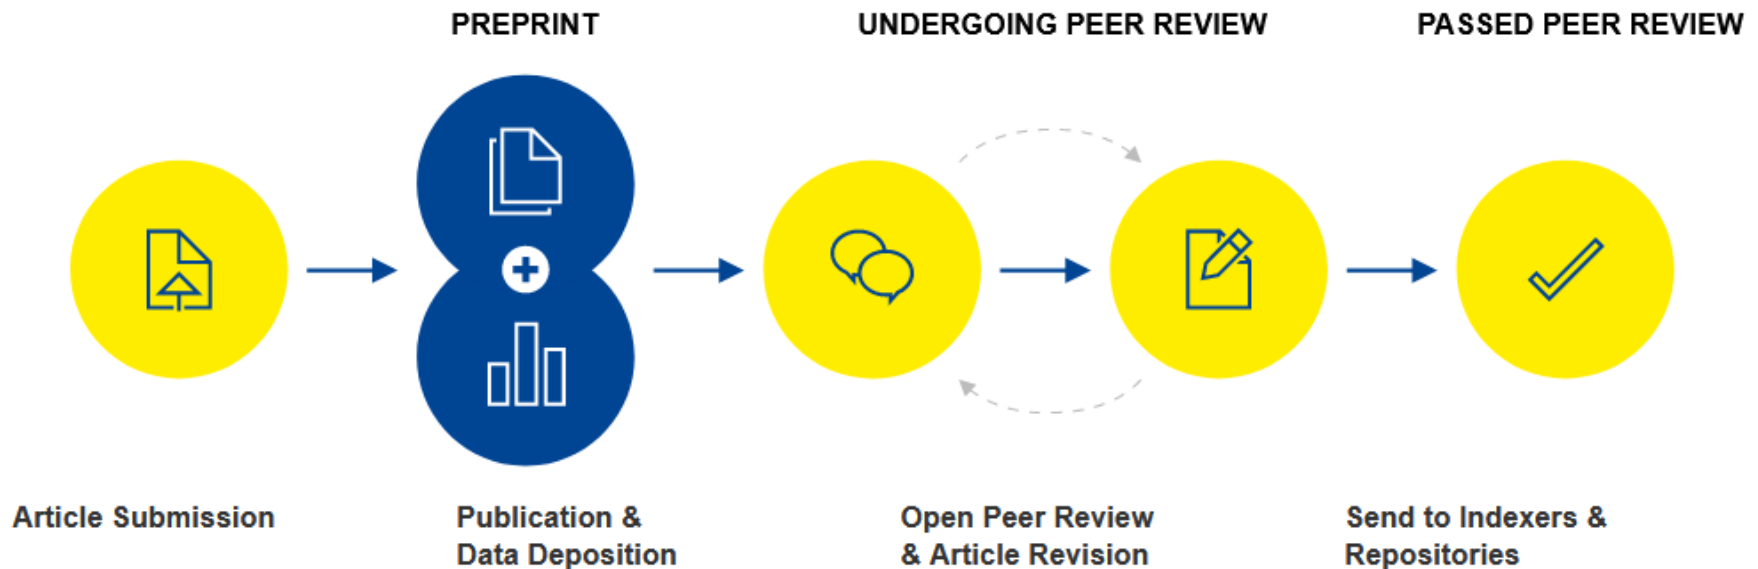 PREPRINT
UNDERGOING PEER REVIEW
PASSED PEER REVIEW
Article Submission
Publication &
Data Deposition
Open Peer Review
& Article Revision
Send to Indexers &
Repositories